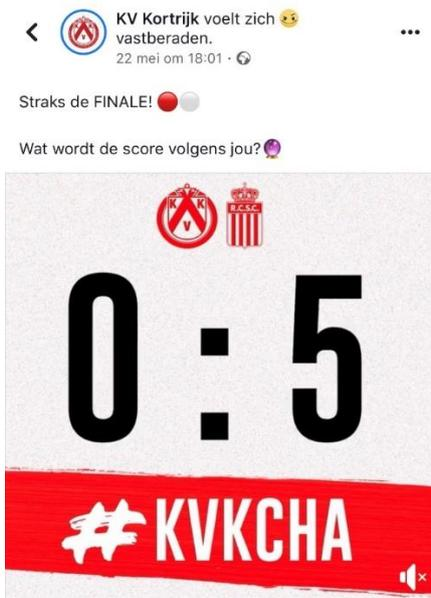 KV Kortrijk voelt zich
vastberaden.
22 mei om 18:01 ·
Straks de FINALE!
Wat wordt de score volgens jou?
K K
V
R.C.S.C.
0 : 5
#KVKCHA